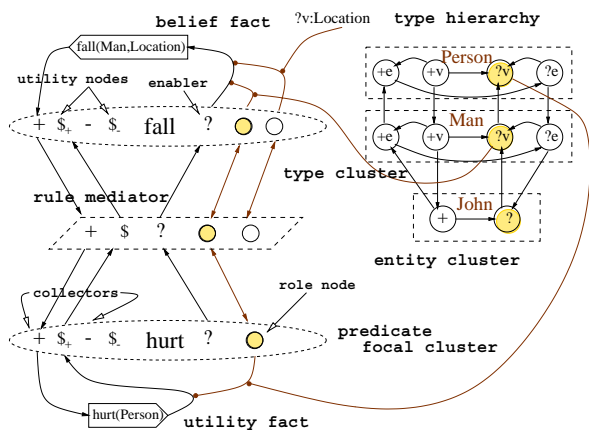 belief fact
?v:Location
type hierarchy
fall(Man,Location)
Person
+e +v ?v ?e
utility nodes
enabler
+ $+ - $- fall ?
Man
+e +v ?v ?e
type cluster
rule mediator
John
+ ?
+ $ ?
entity cluster
collectors
role node
+ $+ - $- hurt ?
predicate
focal cluster
hurt(Person)
utility fact